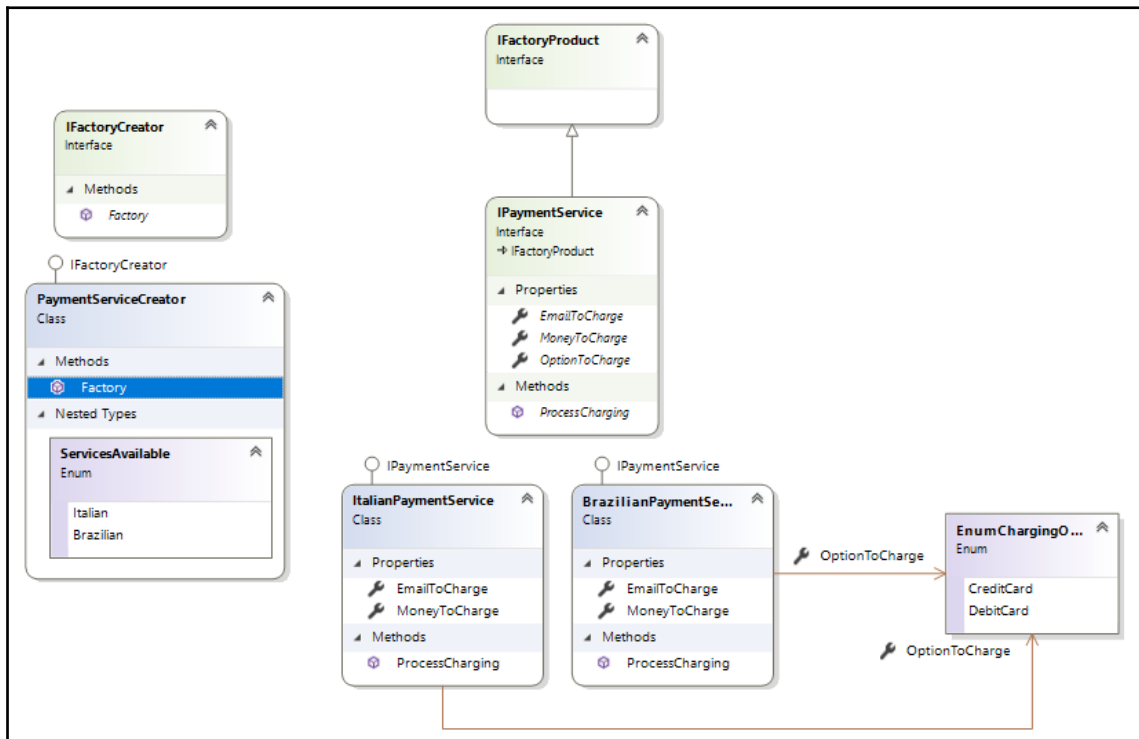 IFactoryProduct
Interface
IFactoryCreator
Interface
Methods
Factory
IFactoryCreator
PaymentServiceCreator
Class
Methods
Factory
Nested Types
ServicesAvailable
Enum
Italian
Brazilian
IPaymentService
Interface
IFactoryProduct
Properties
EmailToCharge
MoneyToCharge
OptionToCharge
Methods
ProcessCharging
IPaymentService
ItalianPaymentService
Class
Properties
EmailToCharge
MoneyToCharge
Methods
ProcessCharging
IPaymentService
BrazilianPaymentSe...
Class
Properties
EmailToCharge
MoneyToCharge
Methods
ProcessCharging
OptionToCharge
EnumChargingO...
Enum
CreditCard
DebitCard
OptionToCharge